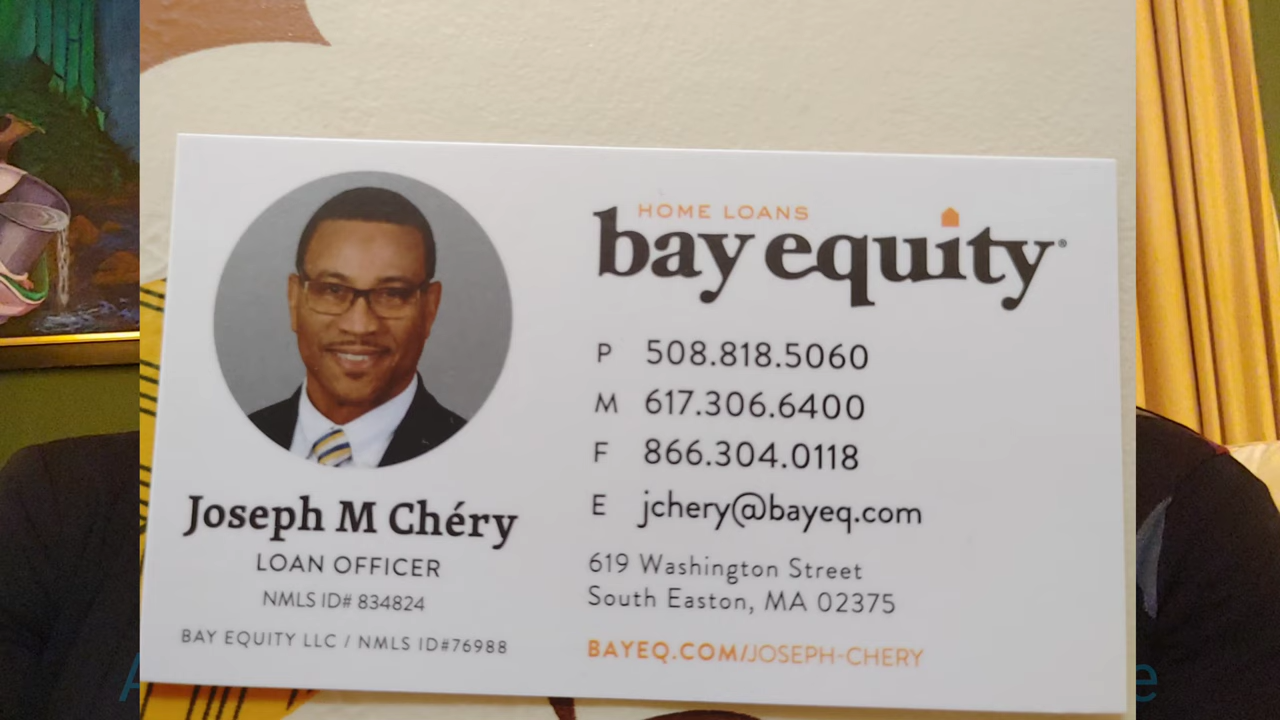 HOME LOANS
bay equity®
P 508.818.5060
M 617.306.6400
F 866.304.0118
E jchery@bayeq.com
619 Washington Street
South Easton, MA 02375
BAYEQ.COM/JOSEPH-CHERY
Joseph M Chéry
LOAN OFFICER
NMLS ID# 834824
BAY EQUITY LLC / NMLS ID#76988